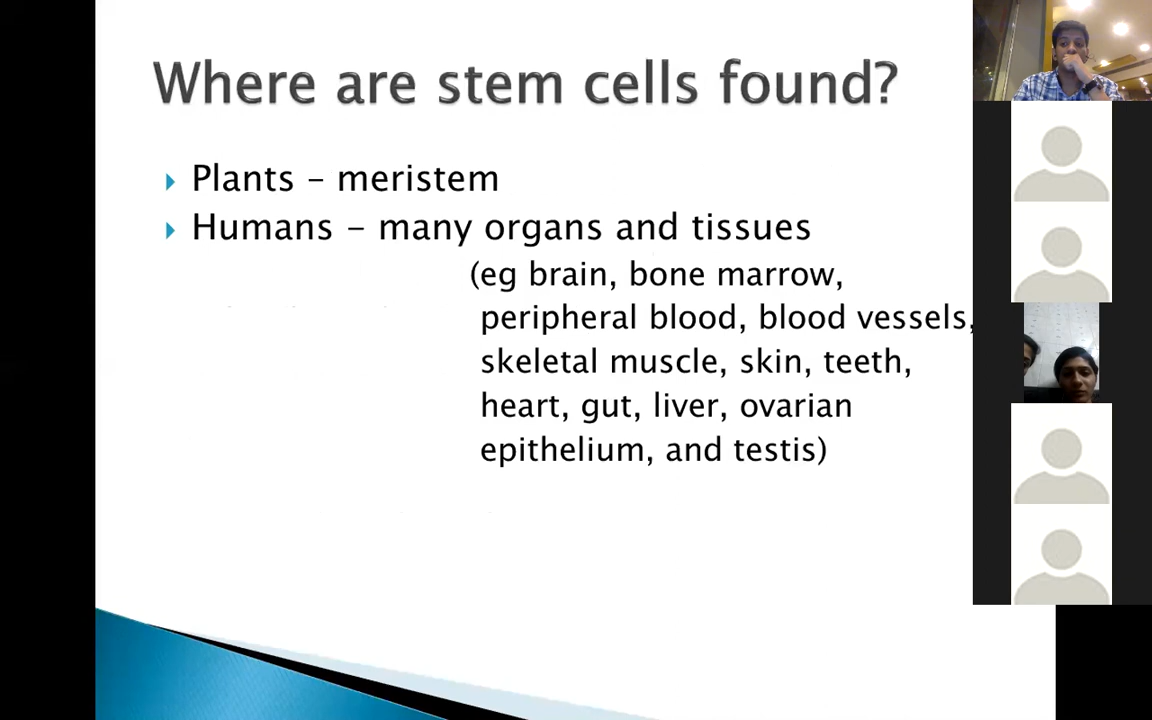 Where are stem cells found?
Plants – meristem
Humans – many organs and tissues
(eg brain, bone marrow,
peripheral blood, blood vessels,
skeletal muscle, skin, teeth,
heart, gut, liver, ovarian
epithelium, and testis)